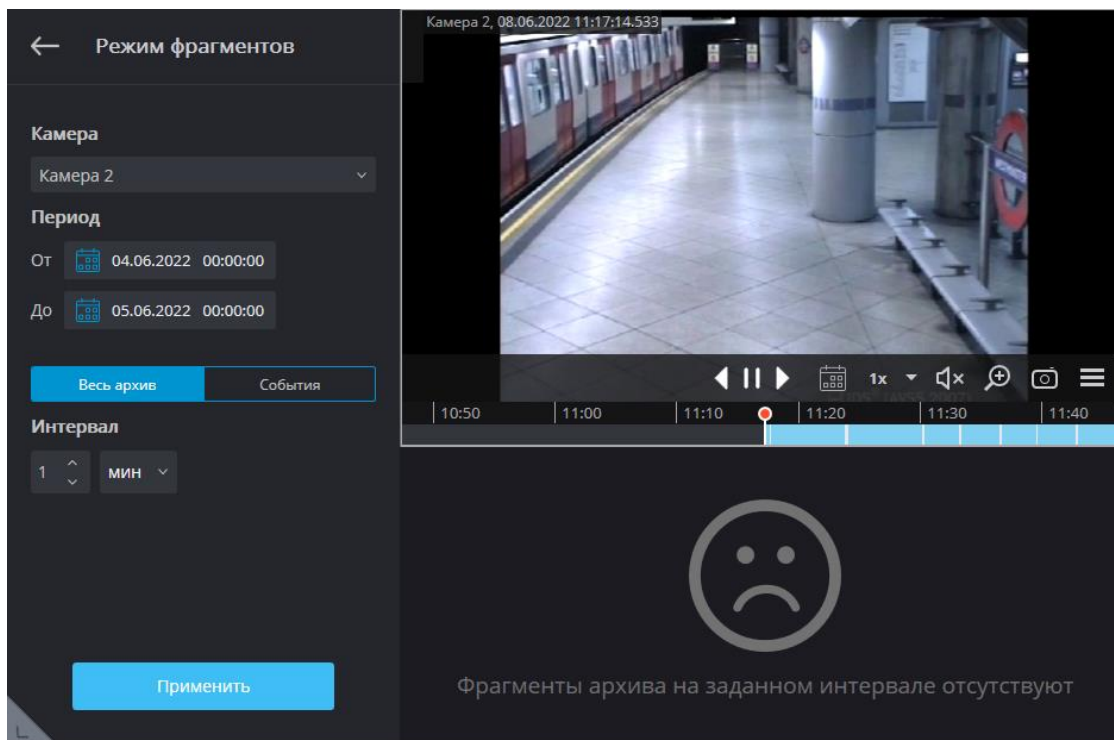 Режим фрагментов
Камера
Камера 2
Период
От 04.06.2022 00:00:00
До 05.06.2022 00:00:00
Весь архив События
Интервал
1 мин
Применить
Камера 2, 08.06.2022 11:17:14.533
1x
10:50 11:00 11:10 11:20 11:30 11:40
Фрагменты архива на заданном интервале отсутствуют